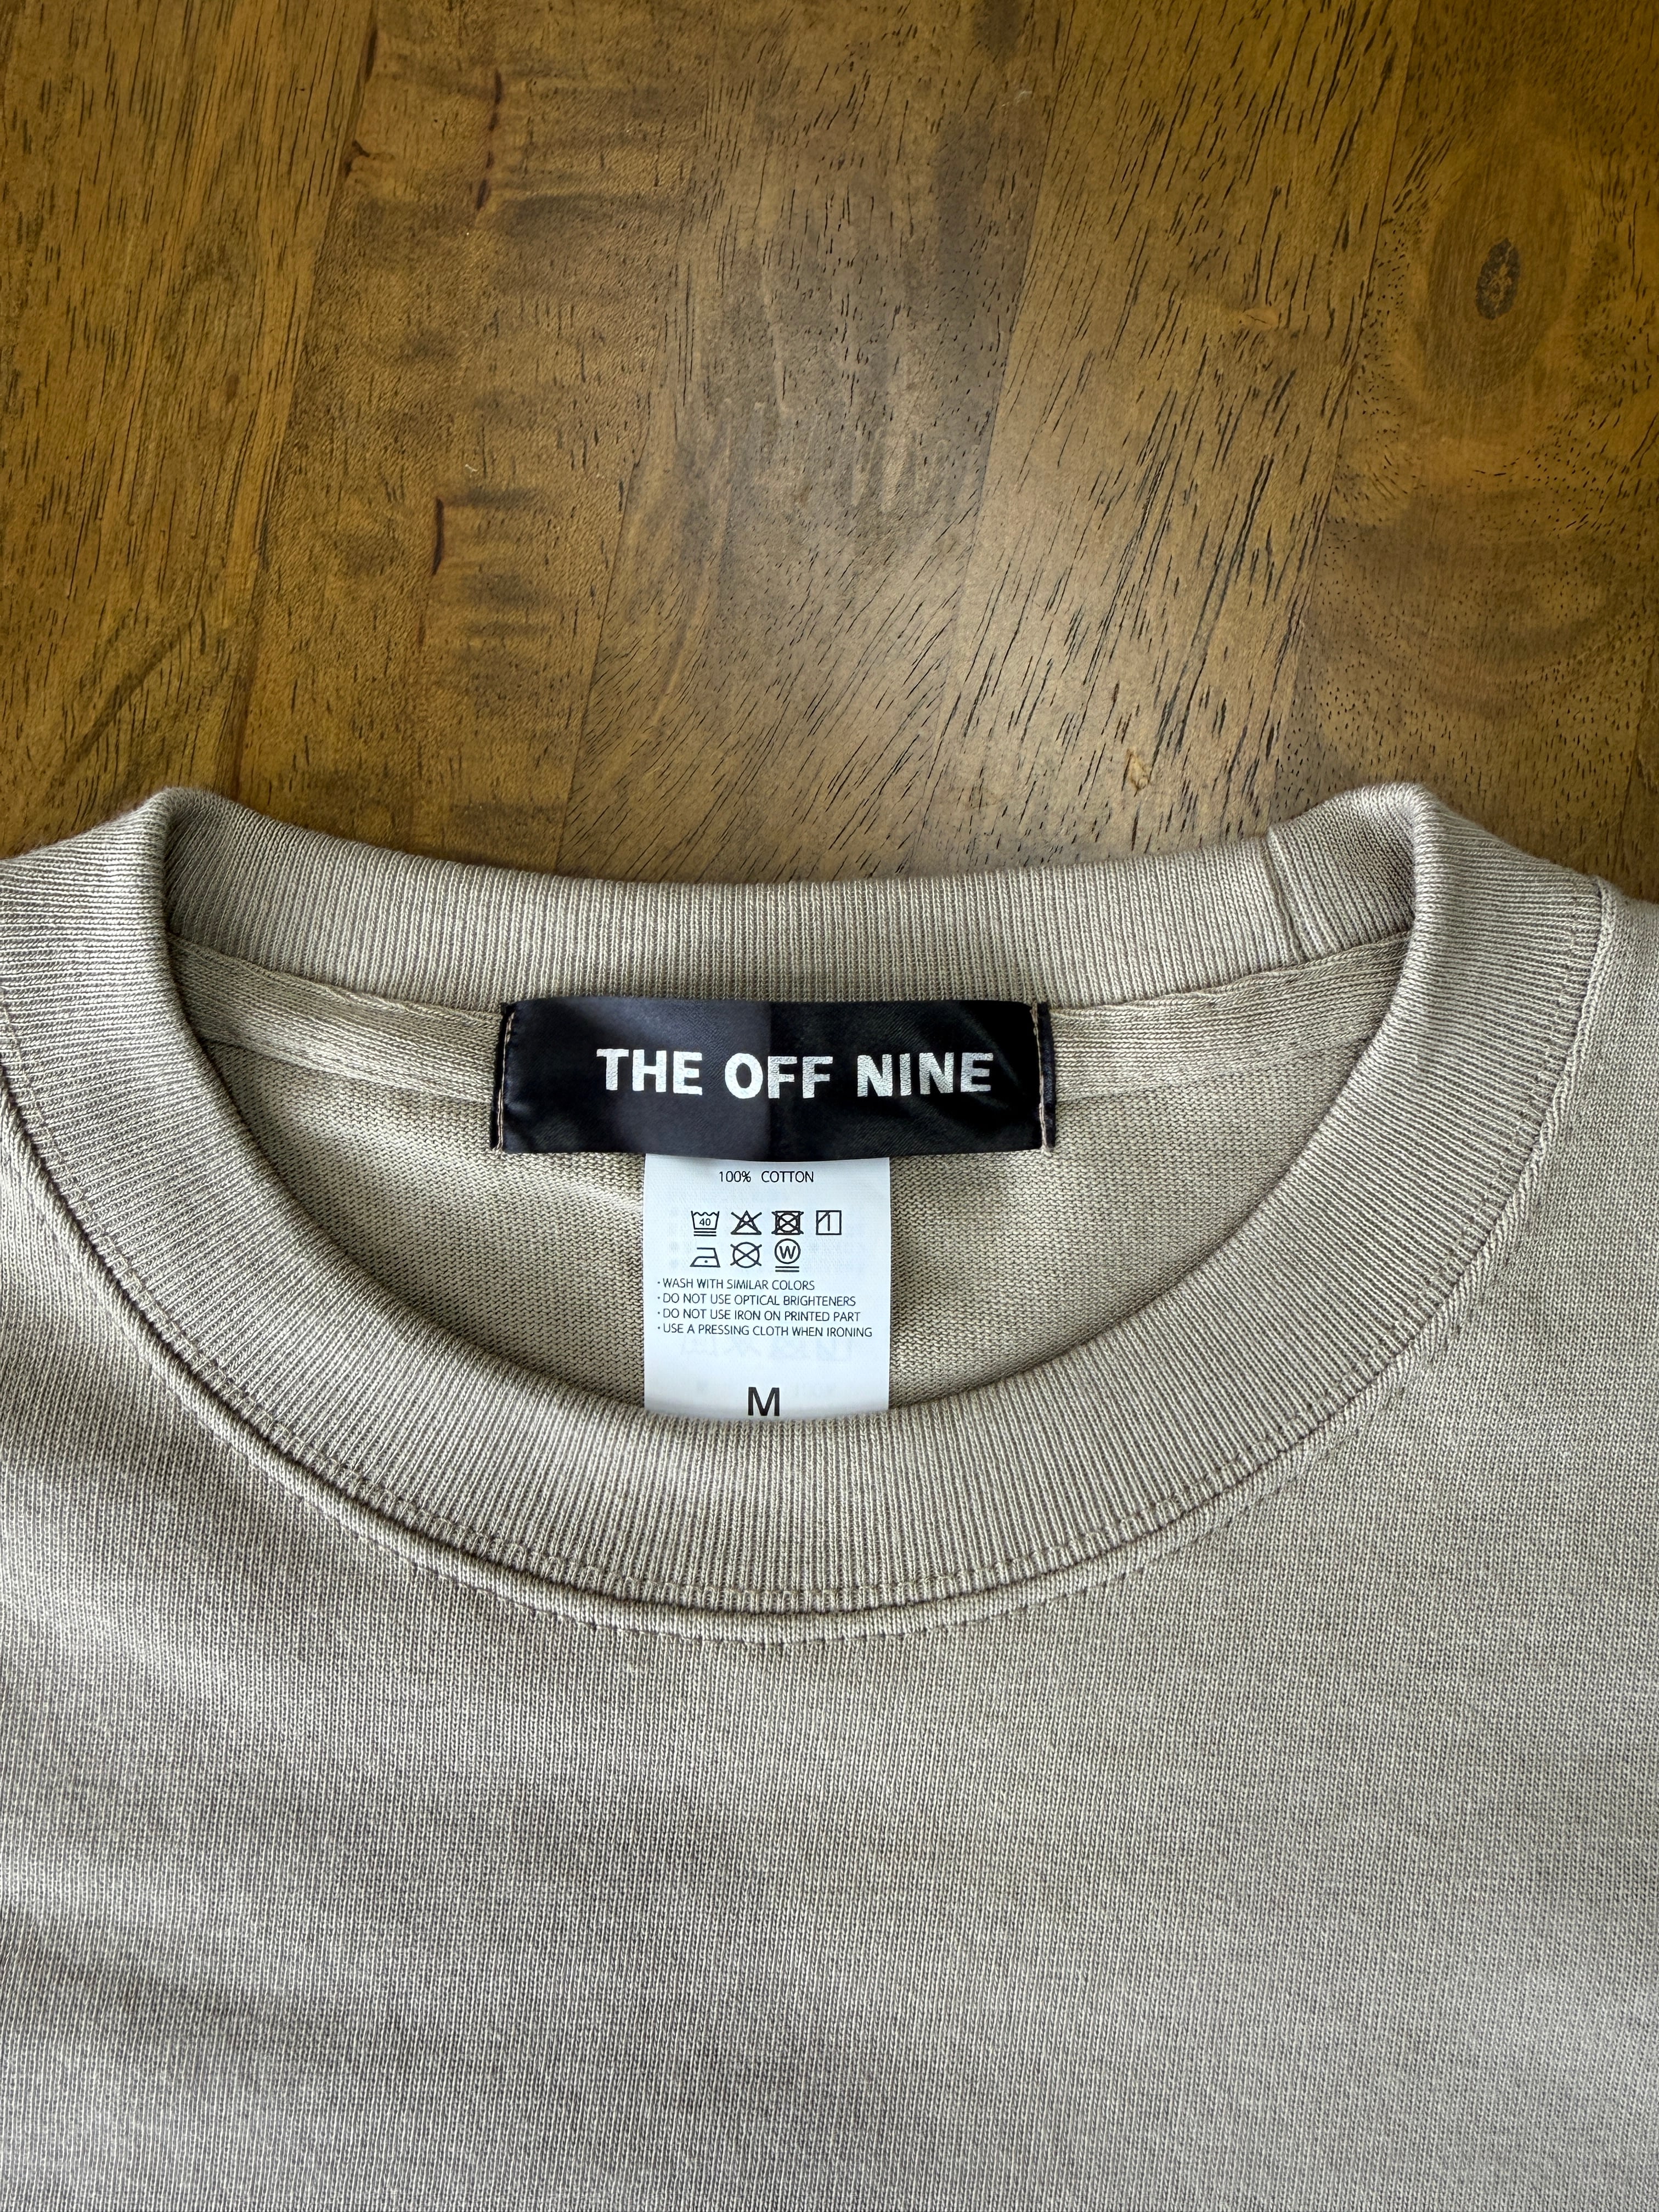 THE OFF NINE
100% COTTON
40
W
· WASH WITH SIMILAR COLORS
· DO NOT USE OPTICAL BRIGHTENERS
· DO NOT USE IRON ON PRINTED PART
· USE A PRESSING CLOTH WHEN IRONING
M